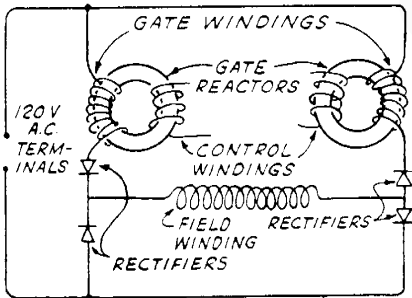 GATE WINDINGS
GATE
REACTORS
120 V
A.C.
TERM-
INALS
CONTROL
WINDINGS
FIELD
WINDING
RECTIFIERS
RECTIFIERS